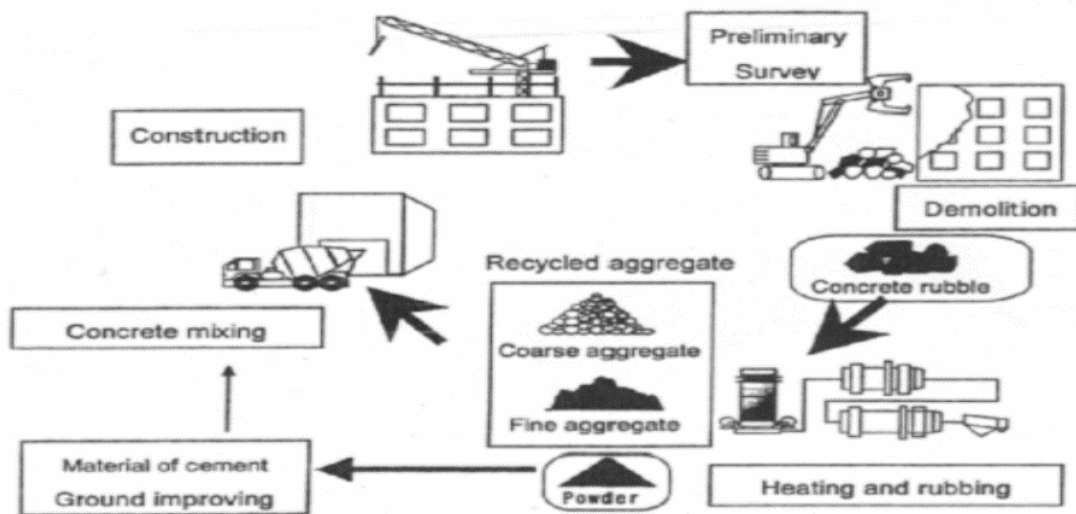 Preliminary
Survey
Construction
Demolition
Recycled aggregate
Concrete rubble
Concrete mixing
Coarse aggregate
Fine aggregate
Material of cement
Ground improving
Powder
Heating and rubbing